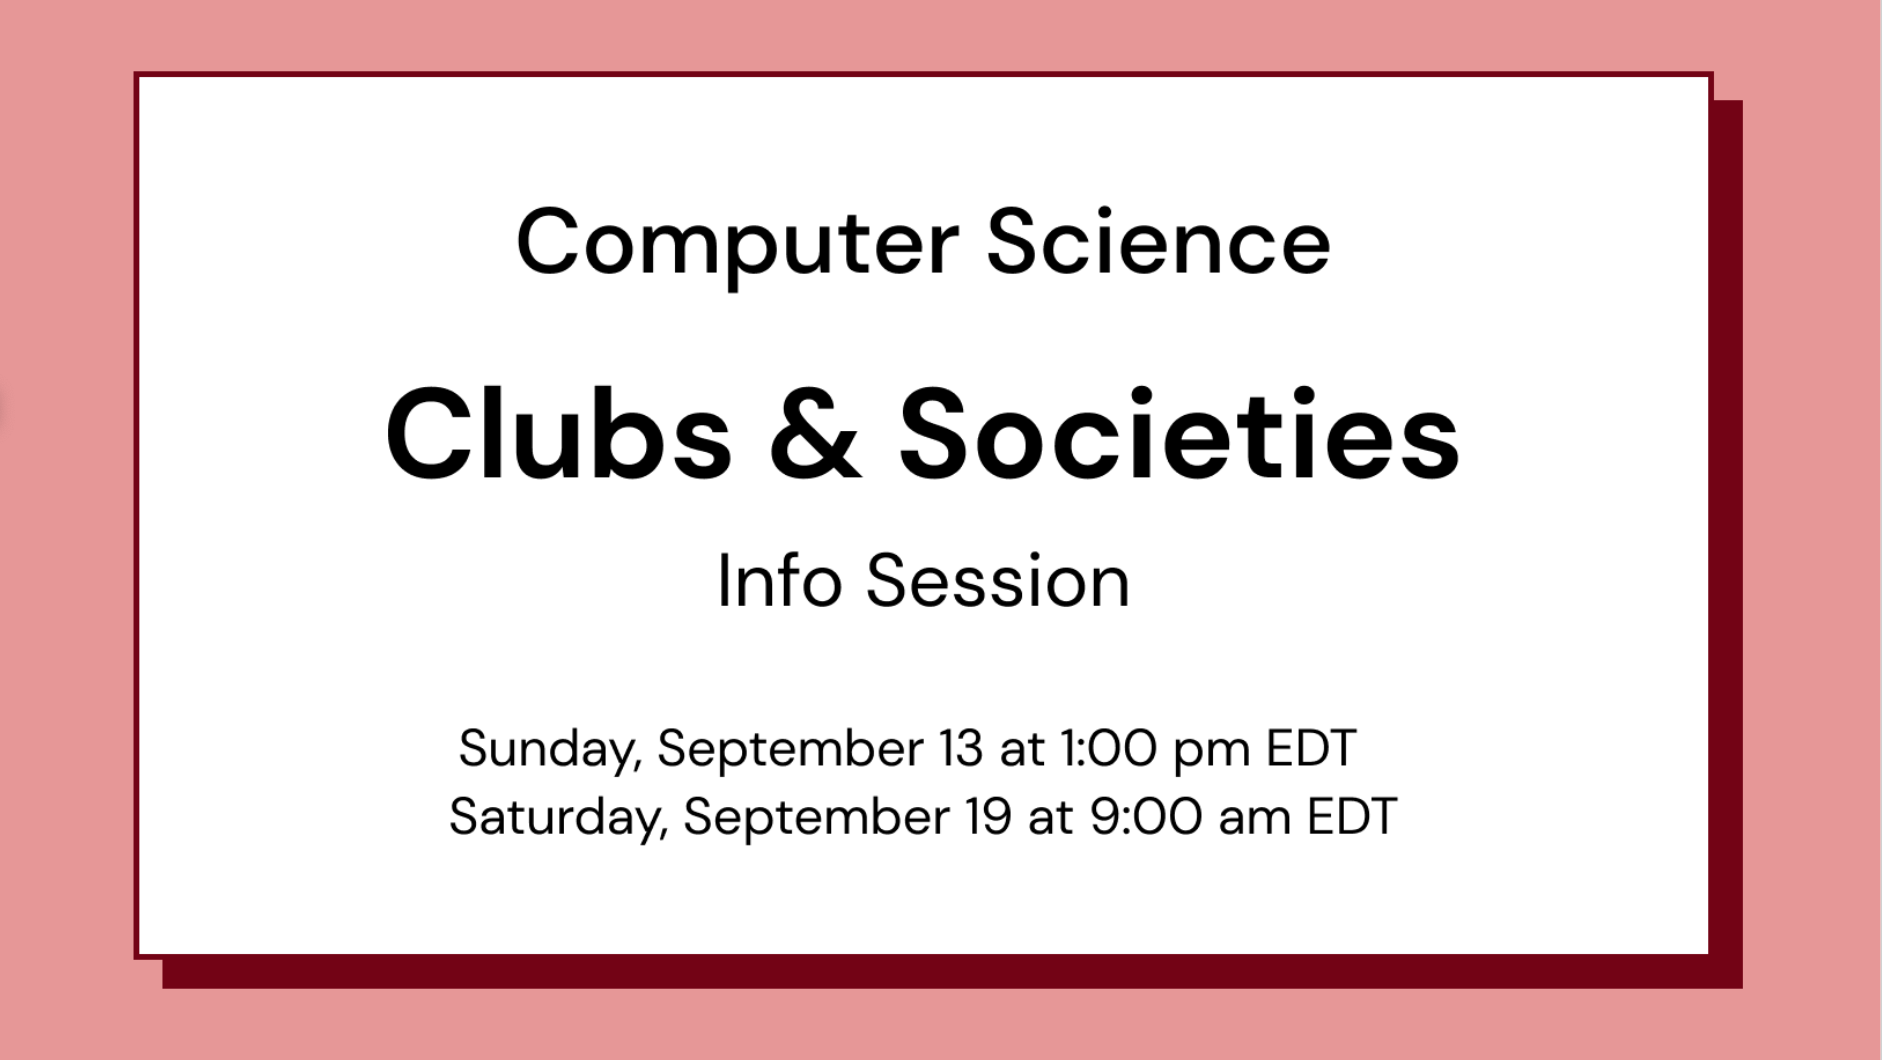 Computer Science
Clubs & Societies
Info Session
Sunday, September 13 at 1:00 pm EDT
Saturday, September 19 at 9:00 am EDT